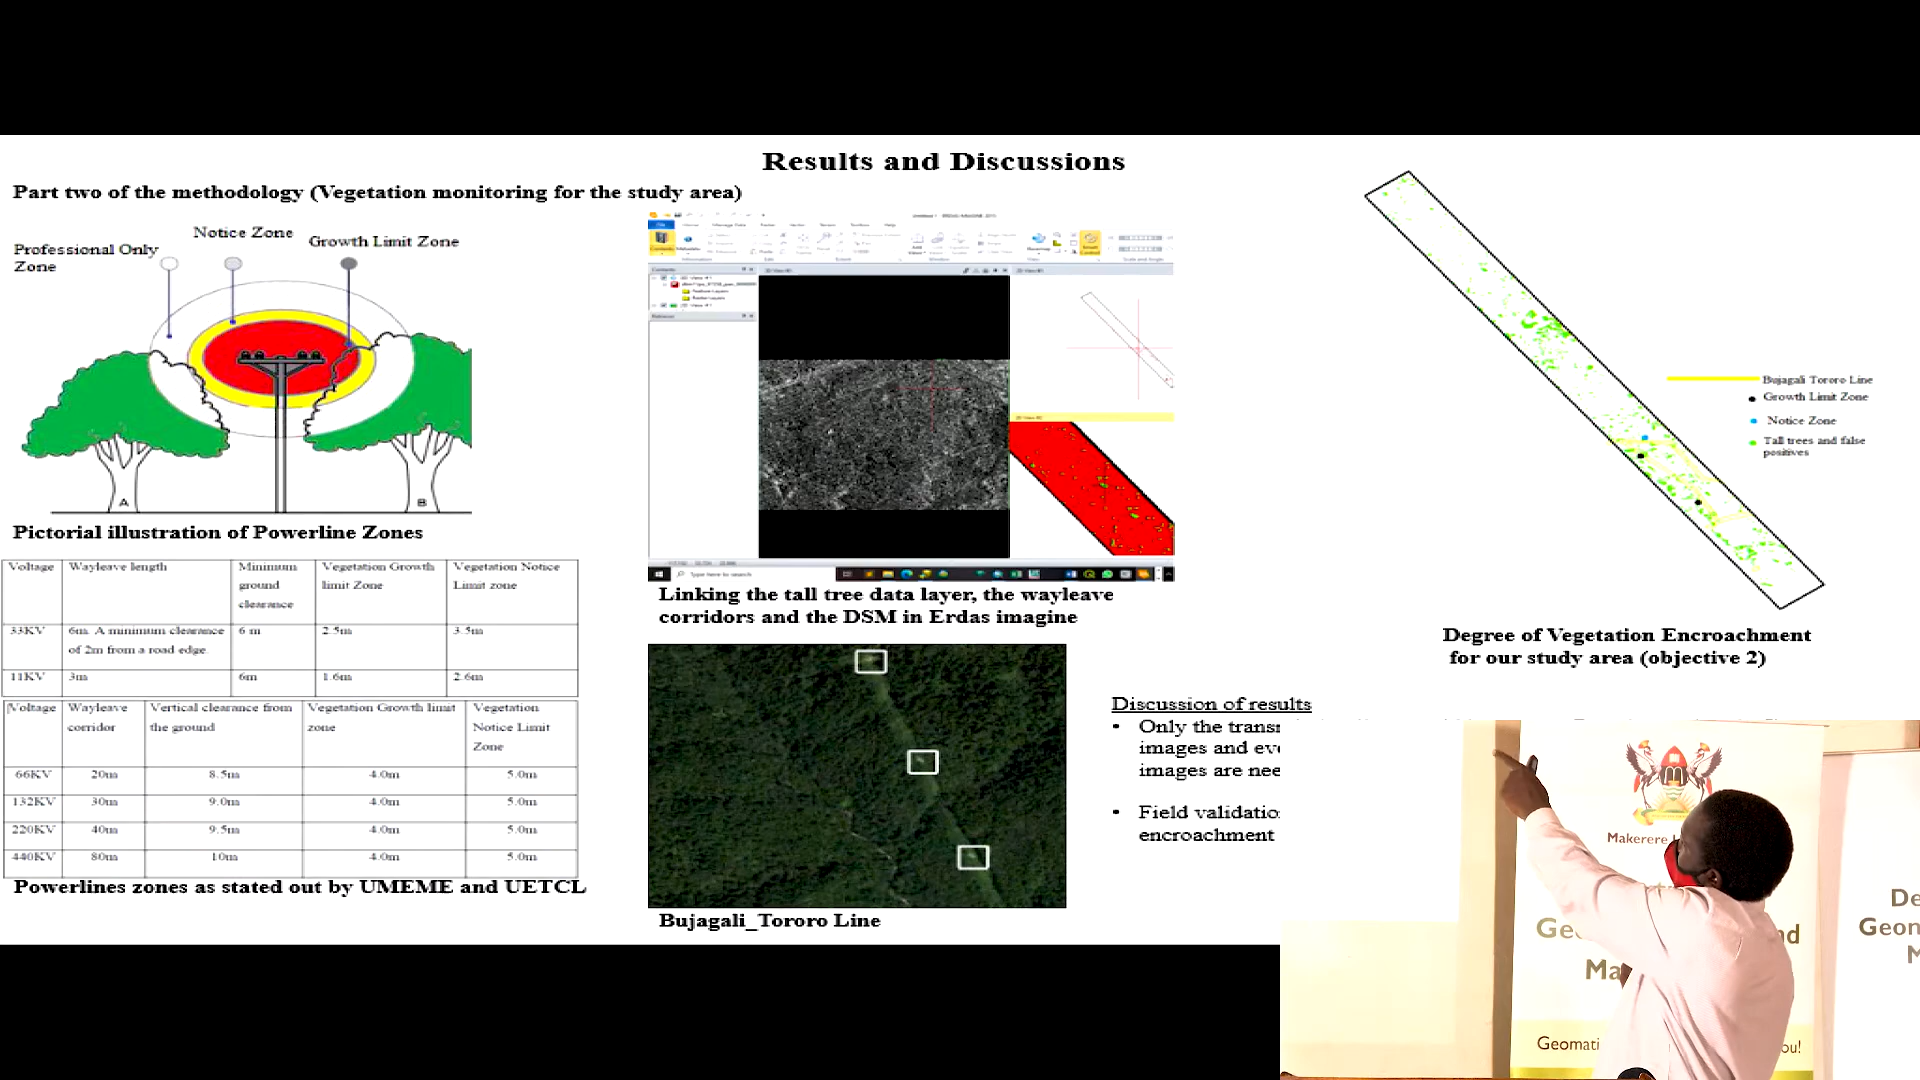 Results and Discussions
Part two of the methodology (Vegetation monitoring for the study area)
Notice Zone
Growth Limit Zone
Professional Only
Zone
A
B
Pictorial illustration of Powerline Zones
Voltage Wayleave length Minimum ground clearance Vegetation Growth limit Zone Vegetation Notice Limit zone
33KV 6m. A minimum clearance of 2m from a road edge. 6 m 2.5m 3.5m
11KV 3m 6m 1.6m 2.6m
Voltage Wayleave corridor Vertical clearance from the ground Vegetation Growth limit zone Vegetation Notice Limit Zone
66KV 20m 8.5m 4.0m 5.0m
132KV 30m 9.0m 4.0m 5.0m
220KV 40m 9.5m 4.0m 5.0m
440KV 80m 10m 4.0m 5.0m
Powerlines zones as stated out by UMEME and UETCL
Type here to search
Linking the tall tree data layer, the wayleave
corridors and the DSM in Erdas imagine
Bujagali_Tororo Line
Bujagali Tororo Line
Growth Limit Zone
Notice Zone
Tall trees and false
positives
Degree of Vegetation Encroachment
for our study area (objective 2)
Discussion of results
• Only the
images and
images are
• Field
encroachment
Makerere
Geomati